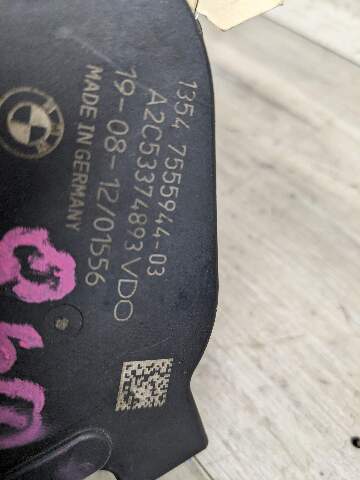 1354 7555944-03
A2C53374893 VDO
19-08-12/01556
MADE IN GERMANY